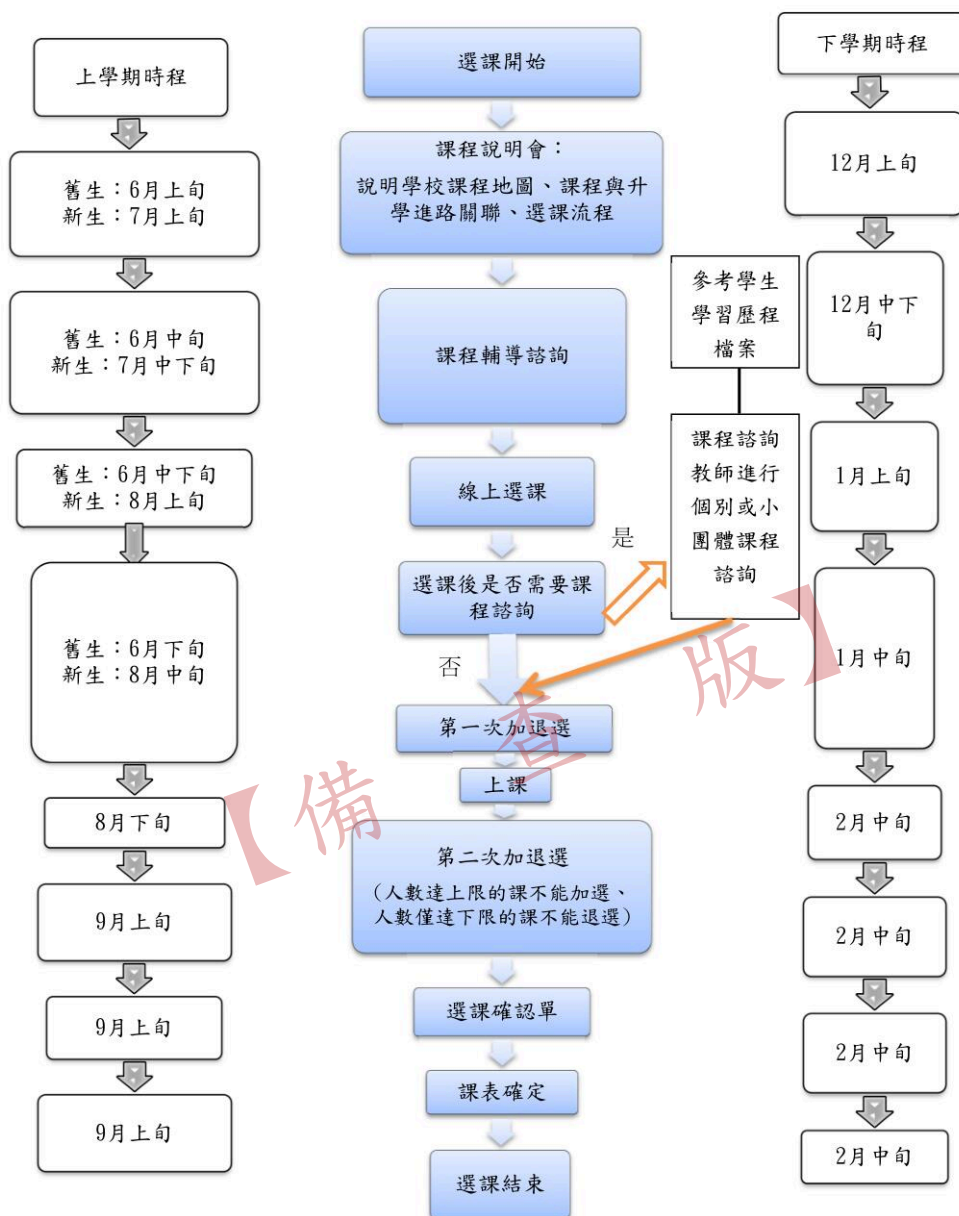 上學期時程
舊生：6月上旬
新生：7月上旬
舊生：6月中旬
新生：7月中下旬
舊生：6月中下旬
新生：8月上旬
舊生：6月下旬
新生：8月中旬
8月下旬
9月上旬
9月上旬
9月上旬
選課開始
課程說明會：
說明學校課程地圖、課程與升
學進路關聯、選課流程
課程輔導諮詢
線上選課
選課後是否需要課
程諮詢
是
否
參考學生
學習歷程
檔案
課程諮詢
教師進行
個別或小
團體課程
諮詢
第一次加退選
上課
第二次加退選
（人數達上限的課不能加選、
人數僅達下限的課不能退選）
選課確認單
課表確定
選課結束
下學期時程
12月上旬
12月中下
旬
1月上旬
1月中旬
2月中旬
2月中旬
2月中旬
2月中旬
【備查版】